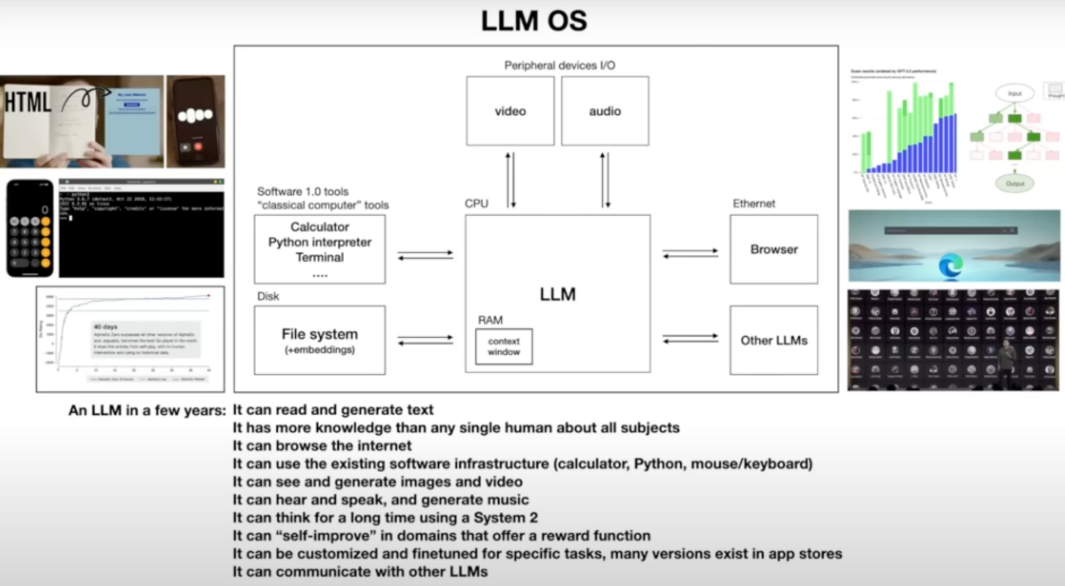 LLM OS
Peripheral devices I/O
video
audio
HTML
Software 1.0 tools
"classical computer" tools
Calculator
Python interpreter
Terminal
....
CPU
Ethernet
Browser
LLM
Disk
File system
(+embeddings)
RAM
context
window
Other LLMs
Input
Output
40 days
An LLM in a few years:
It can read and generate text
It has more knowledge than any single human about all subjects
It can browse the internet
It can use the existing software infrastructure (calculator, Python, mouse/keyboard)
It can see and generate images and video
It can hear and speak, and generate music
It can think for a long time using a System 2
It can "self-improve" in domains that offer a reward function
It can be customized and finetuned for specific tasks, many versions exist in app stores
It can communicate with other LLMs